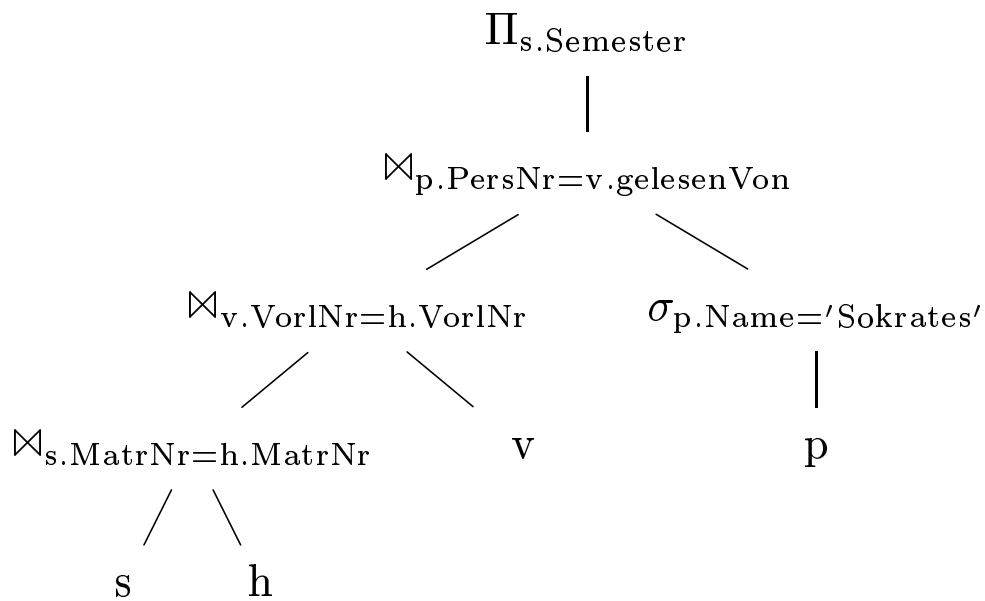 Π s.Semester
⋈ p.PersNr=v.gelesenVon
⋈ v.VorlNr=h.VorlNr σ p.Name='Sokrates'
⋈ s.MatrNr=h.MatrNr v p
s h